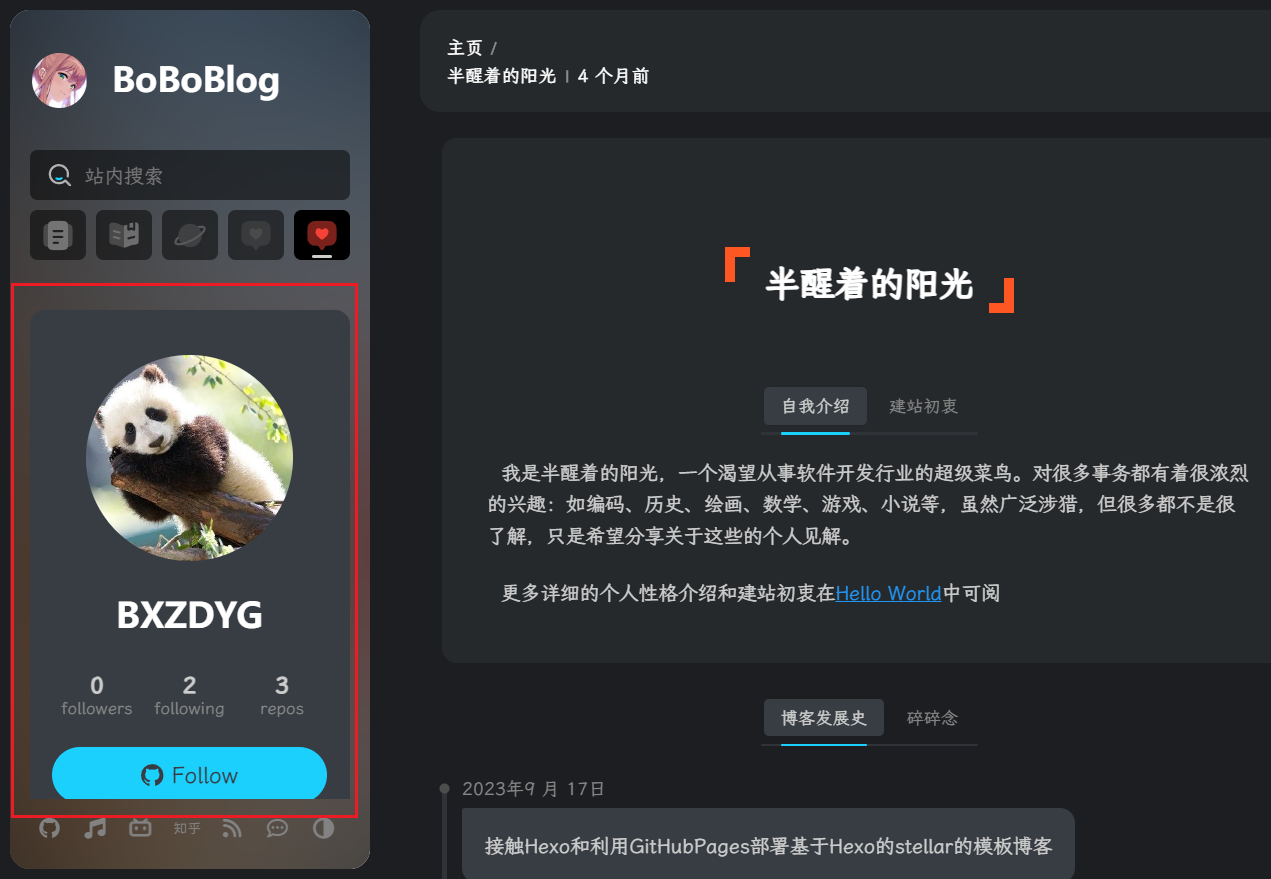 BoBoBlog
站内搜索
BXZDYG
0 2 3
followers following repos
Follow
知乎
主页 /
半醒着的阳光 | 4 个月前
半醒着的阳光
自我介绍 建站初衷
我是半醒着的阳光，一个渴望从事软件开发行业的超级菜鸟。对很多事务都有着很浓烈
的兴趣：如编码、历史、绘画、数学、游戏、小说等，虽然广泛涉猎，但很多都不是很
了解，只是希望分享关于这些的个人见解。
更多详细的个人性格介绍和建站初衷在Hello World中可阅
博客发展史 碎碎念
2023年9 月 17日
接触Hexo和利用GitHubPages部署基于Hexo的stellar的模板博客